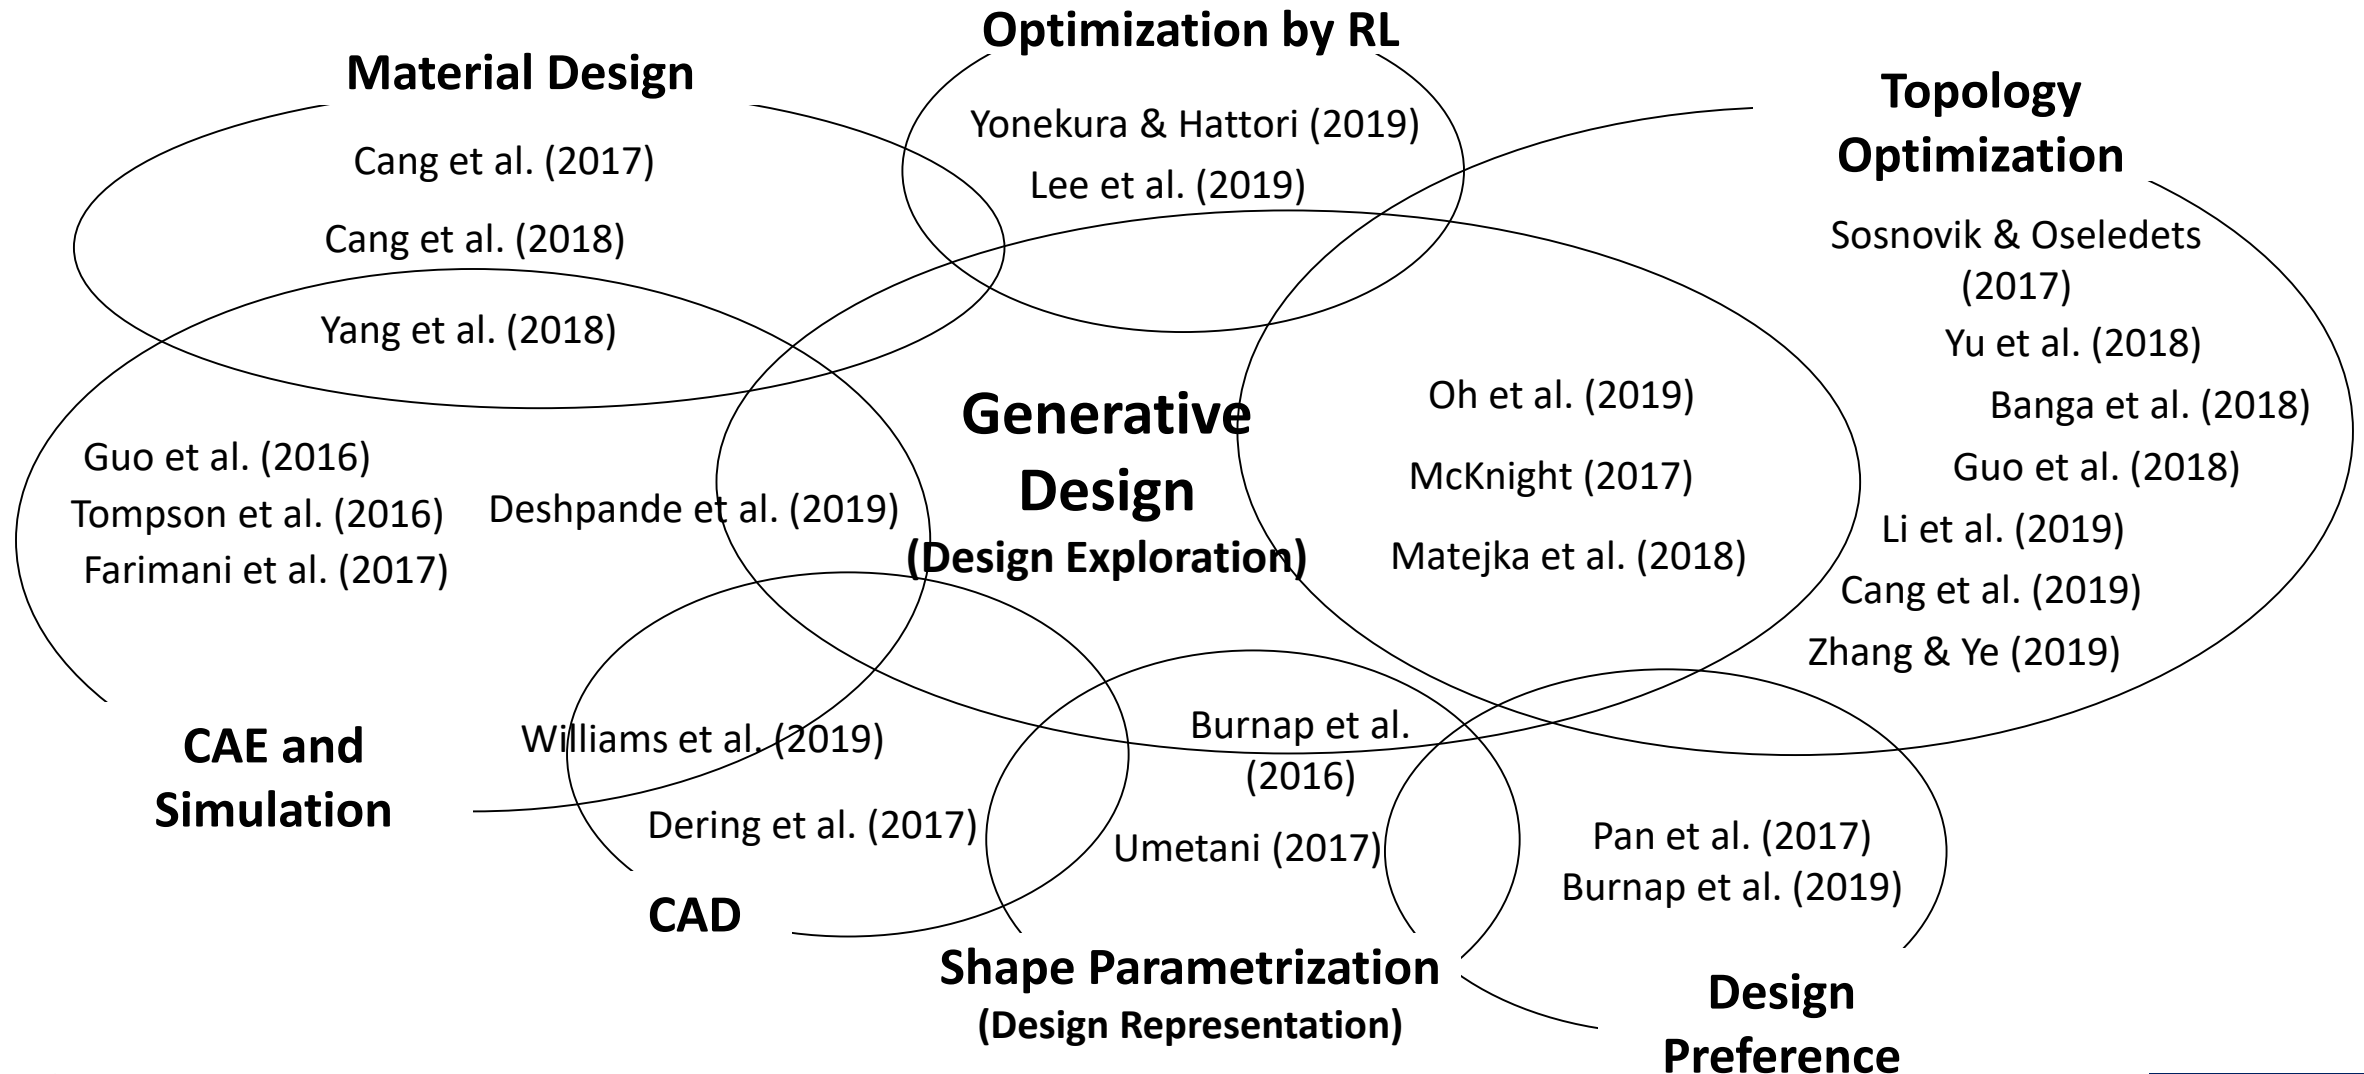 Optimization by RL
Material Design
Topology
Optimization
Yonekura & Hattori (2019)
Lee et al. (2019)
Cang et al. (2017)
Cang et al. (2018)
Yang et al. (2018)
Sosnovik & Oseledets
(2017)
Yu et al. (2018)
Banga et al. (2018)
Guo et al. (2018)
Li et al. (2019)
Cang et al. (2019)
Zhang & Ye (2019)
Generative
Design
(Design Exploration)
Oh et al. (2019)
McKnight (2017)
Matejka et al. (2018)
Guo et al. (2016)
Tompson et al. (2016)
Farimani et al. (2017)
Deshpande et al. (2019)
CAE and
Simulation
Williams et al. (2019)
Dering et al. (2017)
CAD
Burnap et al.
(2016)
Umetani (2017)
Shape Parametrization
(Design Representation)
Pan et al. (2017)
Burnap et al. (2019)
Design
Preference